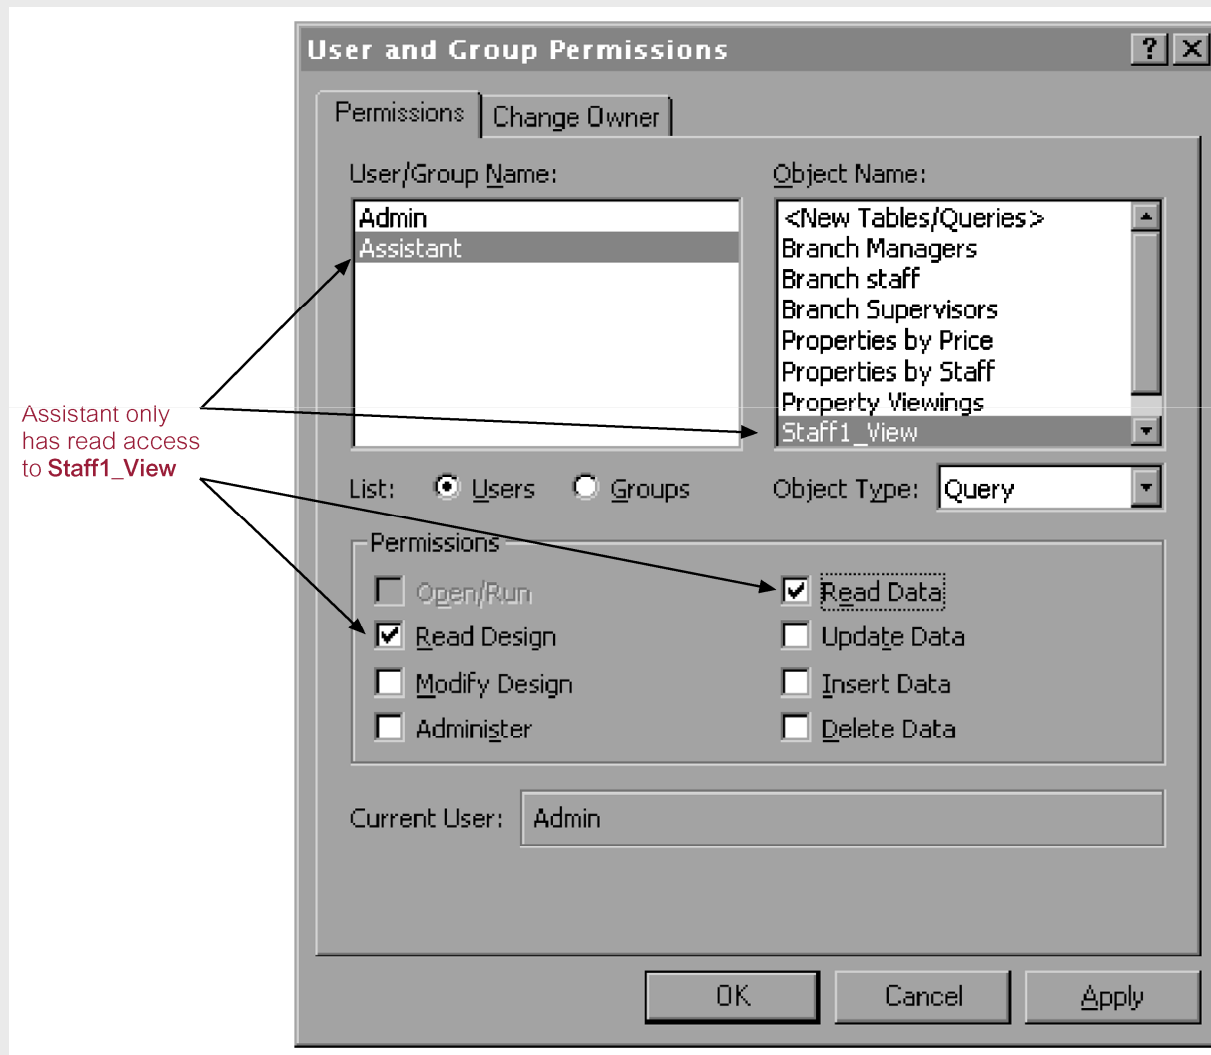 User and Group Permissions
Permissions
Change Owner
User/Group Name:
Object Name:
Admin
Assistant
<New Tables/Queries>
Branch Managers
Branch staff
Branch Supervisors
Properties by Price
Properties by Staff
Property Viewings
Staff1_View
Assistant only
has read access
to Staff1_View
List: Users Groups
Object Type: Query
Permissions
Open/Run
Read Data
Read Design
Update Data
Modify Design
Insert Data
Administer
Delete Data
Current User: Admin
OK Cancel Apply